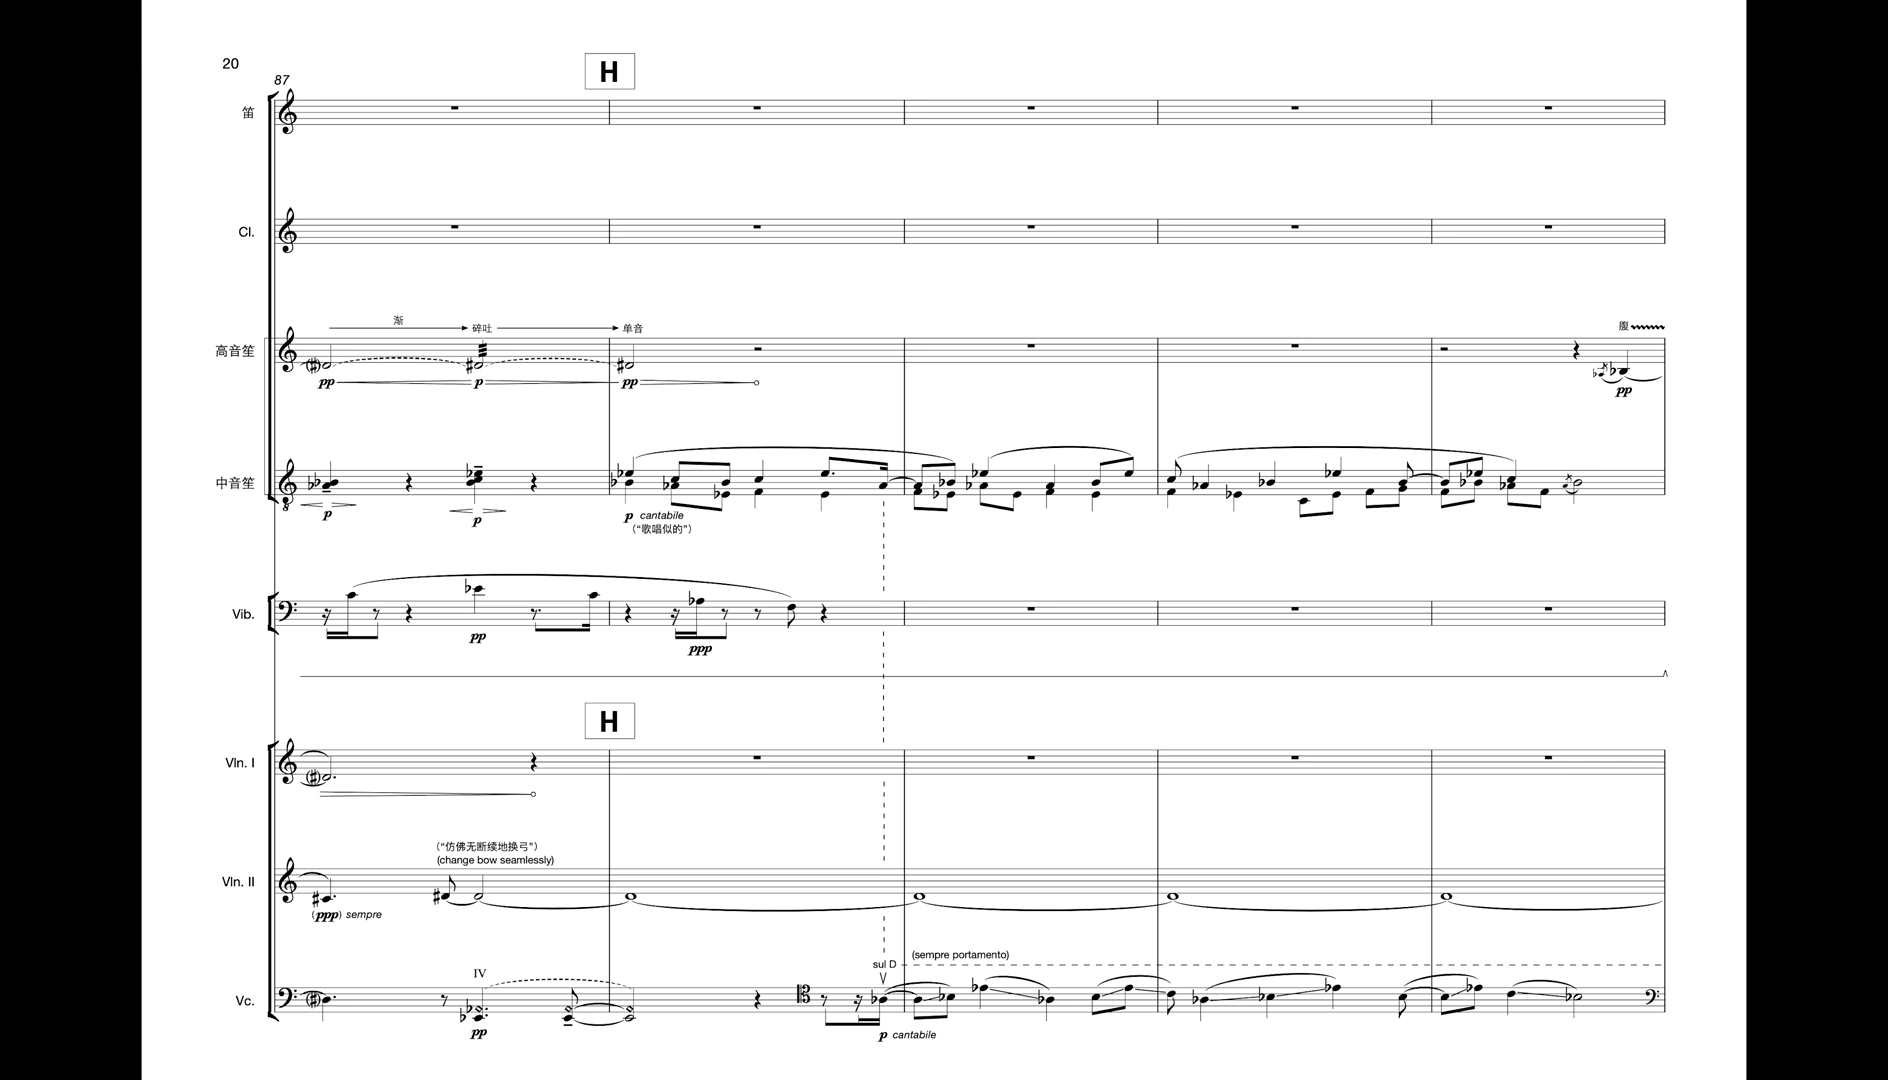 20
87
H
笛
Cl.
渐 碎吐 单音 腹
高音笙
pp p pp pp
中音笙
p p p cantabile
(“歌唱似的”)
Vib.
pp
ppp
H
Vln. I
(“仿佛无断续地换弓”)
(change bow seamlessly)
Vln. II
(ppp) sempre
(sempre portamento)
sul D
IV
Vc.
pp p cantabile